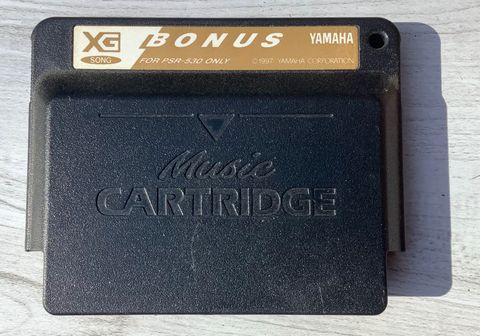 XG BONUS YAMAHA
SONG FOR PSR-530 ONLY ©1997 YAMAHA CORPORATION
Music
CARTRIDGE